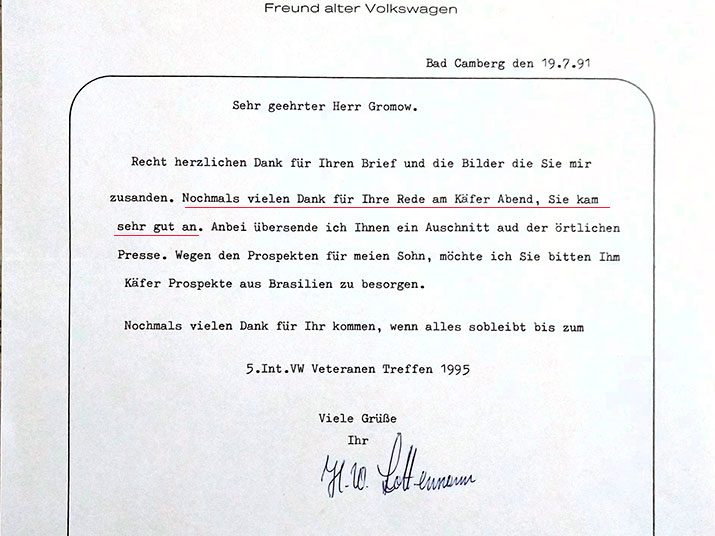 Freund alter Volkswagen
Bad Camberg den 19.7.91
Sehr geehrter Herr Gromow.
Recht herzlichen Dank für Ihren Brief und die Bilder die Sie mir
zusanden. Nochmals vielen Dank für Ihre Rede am Käfer Abend, Sie kam
sehr gut an. Anbei übersende ich Ihnen ein Auschnitt aud der örtlichen
Presse. Wegen den Prospekten für meien Sohn, möchte ich Sie bitten Ihm
Käfer Prospekte aus Brasilien zu besorgen.
Nochmals vielen Dank für Ihr kommen, wenn alles sobleibt bis zum
5.Int.VW Veteranen Treffen 1995
Viele Grüße
Ihr
H.W.